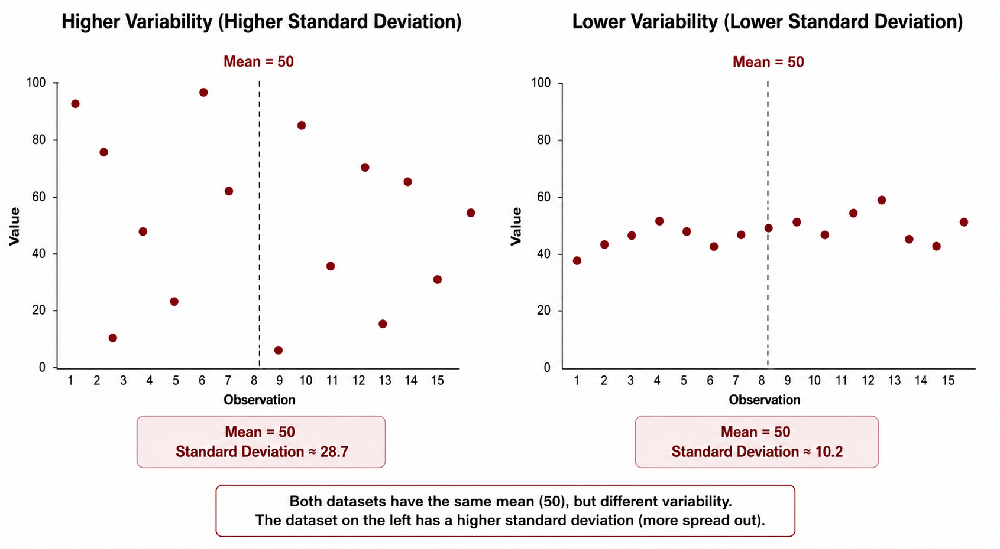 Higher Variability (Higher Standard Deviation)
Mean = 50
100
80
60
40
20
0
Value
1 2 3 4 5 6 7 8 9 10 11 12 13 14 15
Observation
Mean = 50
Standard Deviation ≈ 28.7
Lower Variability (Lower Standard Deviation)
Mean = 50
100
80
60
40
20
0
Value
1 2 3 4 5 6 7 8 9 10 11 12 13 14 15
Observation
Mean = 50
Standard Deviation ≈ 10.2
Both datasets have the same mean (50), but different variability.
The dataset on the left has a higher standard deviation (more spread out).